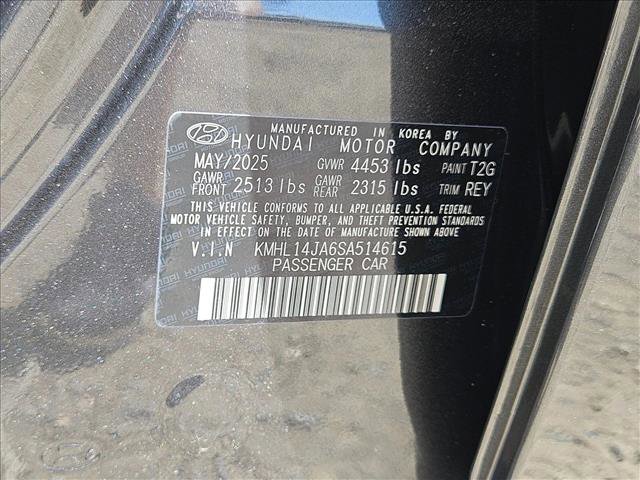 MANUFACTURED IN KOREA BY
HYUNDAI MOTOR COMPANY
MAY/2025 GVWR 4453 lbs PAINT T2G
GAWR FRONT 2513 lbs GAWR REAR 2315 lbs TRIM REY
THIS VEHICLE CONFORMS TO ALL APPLICABLE U.S.A. FEDERAL
MOTOR VEHICLE SAFETY, BUMPER, AND THEFT PREVENTION STANDARDS
IN EFFECT ON THE DATE OF MANUFACTURE SHOWN ABOVE.
V.I.N KMHL14JA6SA514615
PASSENGER CAR